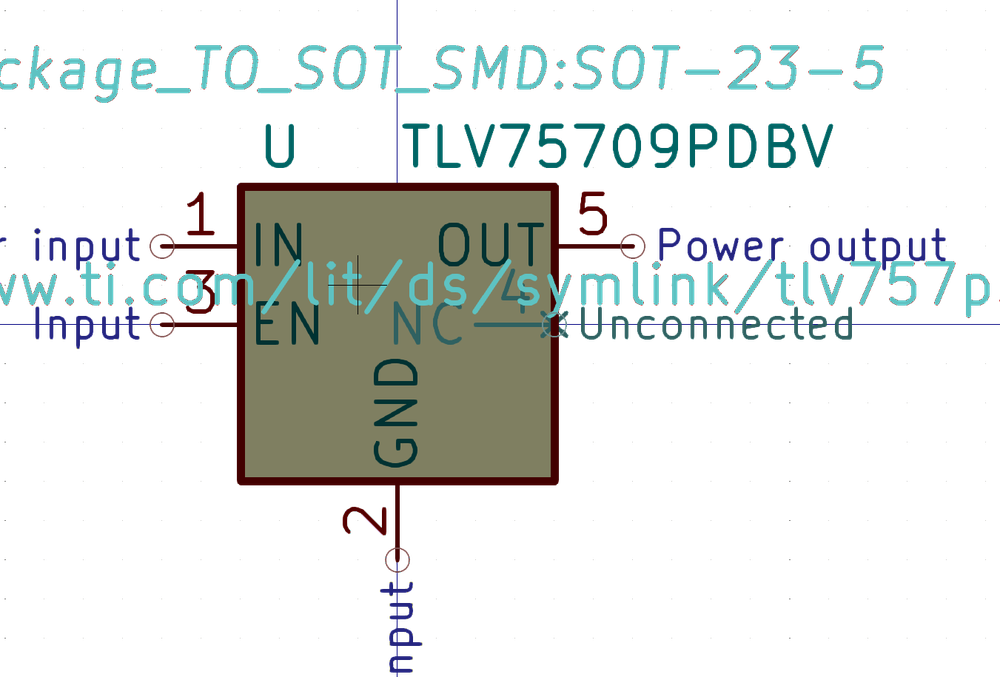 ckage_TO_SOT_SMD:SOT-23-5
U TLV75709PDBV
1 5
r input IN OUT Power output
ww.ti.com/lit/ds/symlink/tlv757p.
3 4
Input EN NC Unconnected
GND
2
nput